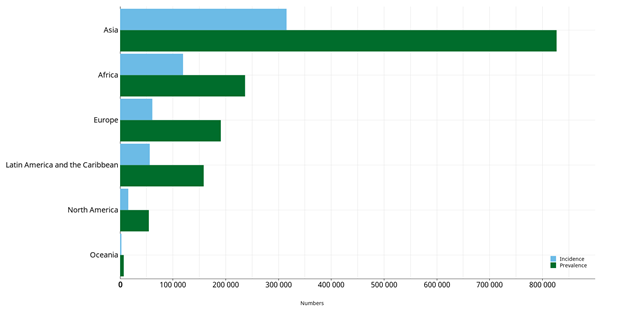 Asia
Africa
Europe
Latin America and the Caribbean
North America
Oceania
0 100 000 200 000 300 000 400 000 500 000 600 000 700 000 800 000
Numbers
Incidence
Prevalence